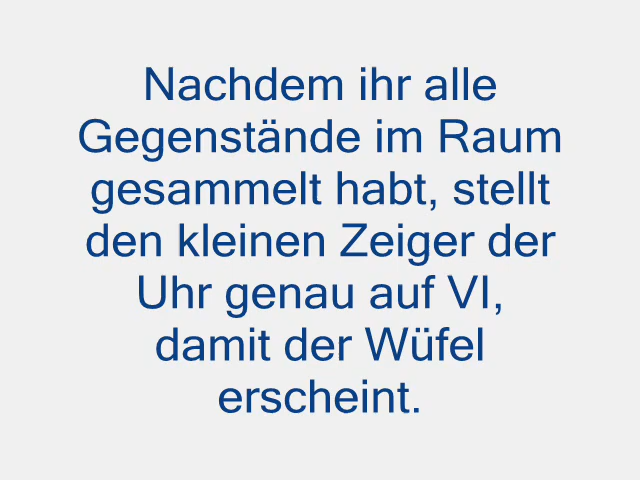 Nachdem ihr alle
Gegenstände im Raum
gesammelt habt, stellt
den kleinen Zeiger der
Uhr genau auf VI,
damit der Wüfel
erscheint.